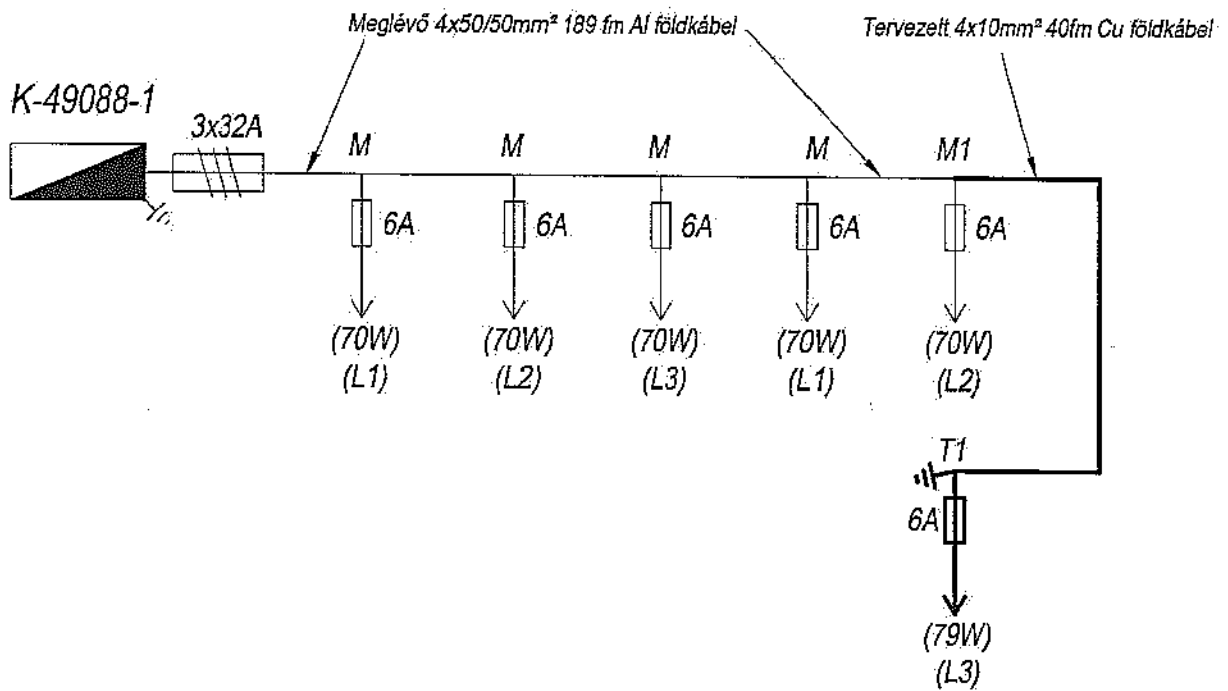 Meglévő 4x50/50mm² 189 fm Al földkábel
Tervezett 4x10mm² 40fm Cu földkábel
K-49088-1
3x32A
M
M
M
M
M1
6A
6A
6A
6A
6A
(70W)
(70W)
(70W)
(70W)
(70W)
(L1)
(L2)
(L3)
(L1)
(L2)
T1
6A
(79W)
(L3)